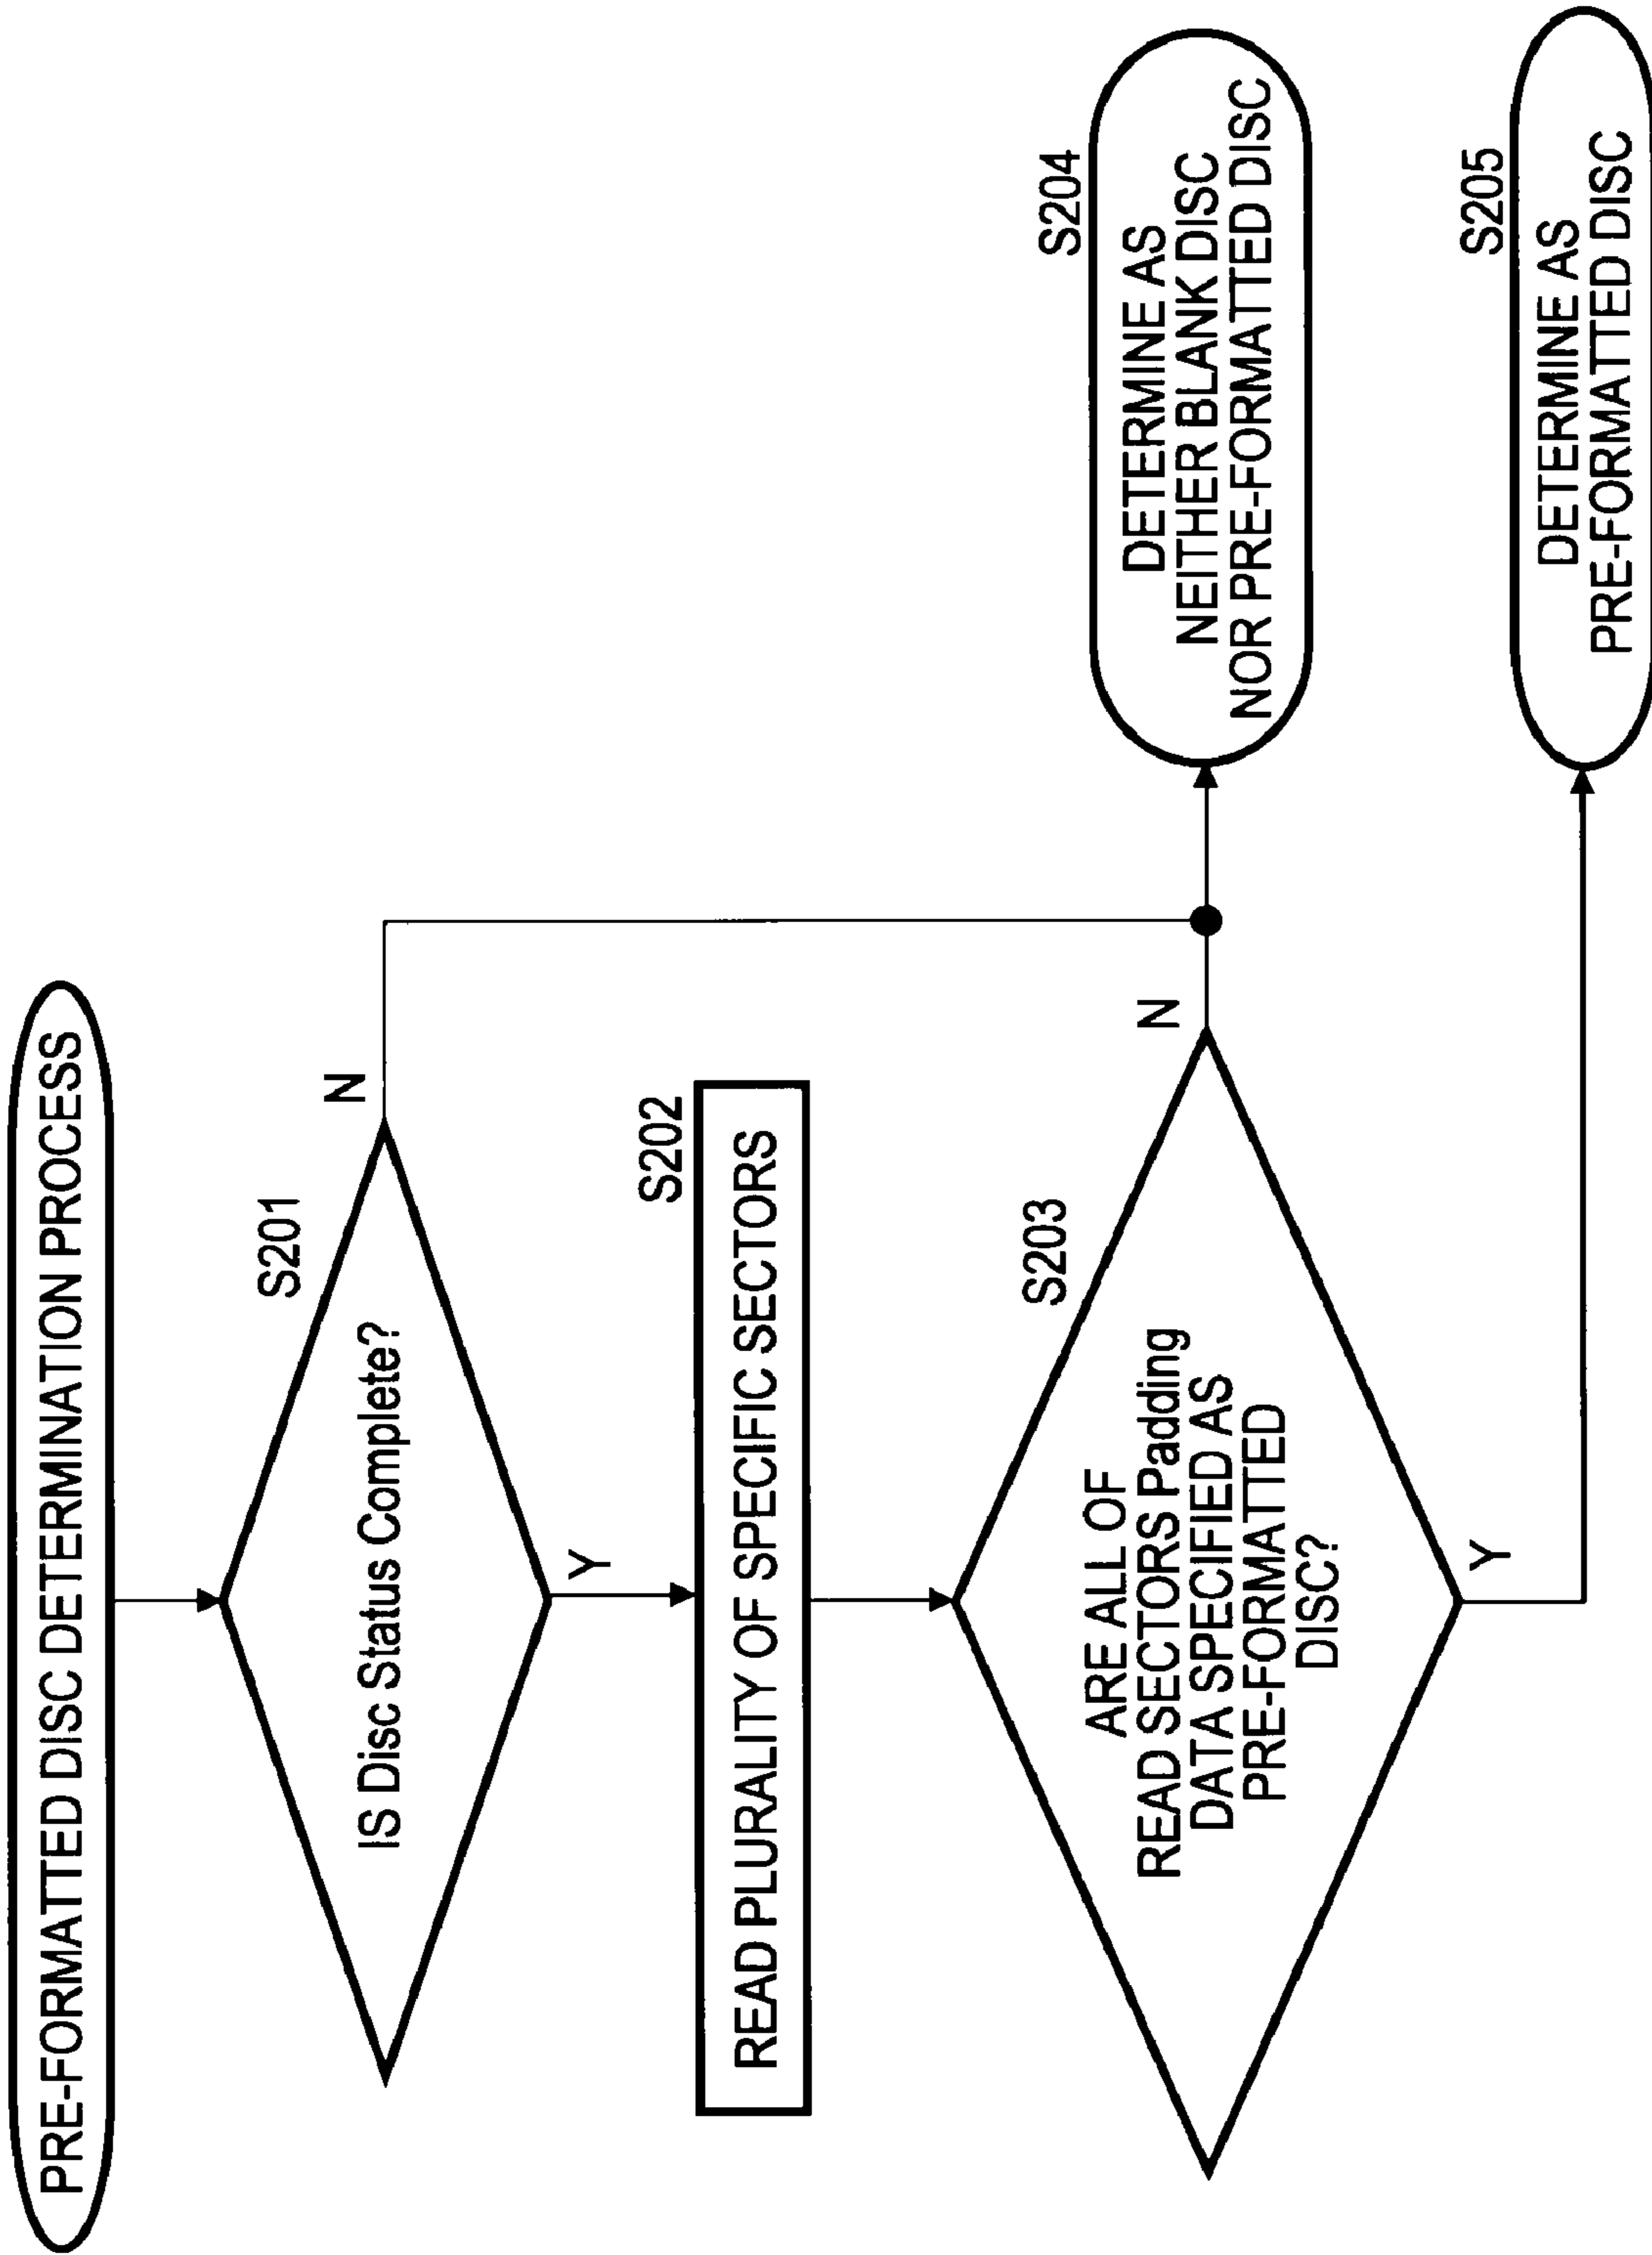 PRE-FORMATTED DISC DETERMINATION PROCESS
S201
IS Disc Status Complete?
N
Y
S202
READ PLURALITY OF SPECIFIC SECTORS
S203
ARE ALL OF
READ SECTORS Padding
DATA SPECIFIED AS
PRE-FORMATTED
DISC?
N
Y
S204
DETERMINE AS
NEITHER BLANK DISC
NOR PRE-FORMATTED DISC
S205
DETERMINE AS
PRE-FORMATTED DISC